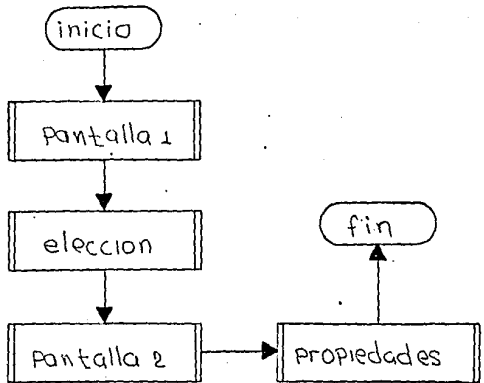 inicio
Pantalla 1
eleccion
fin
Pantalla 2
propiedades